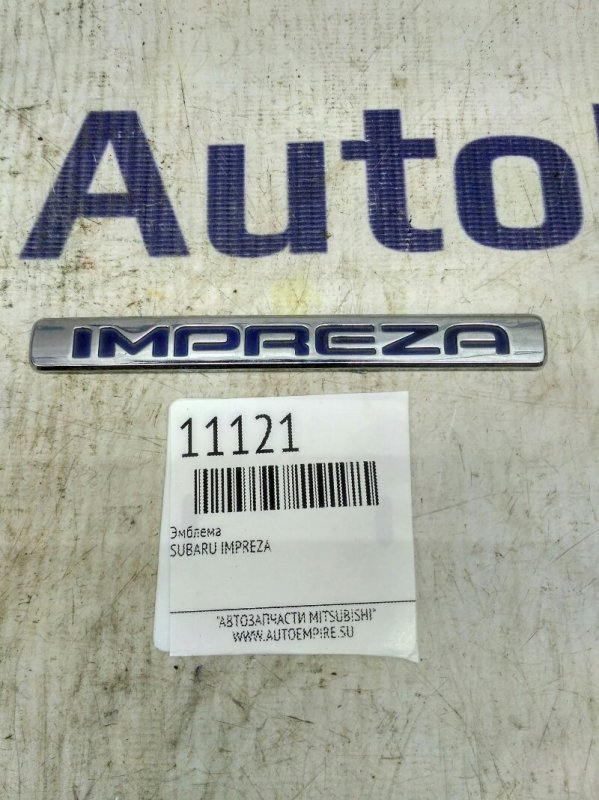 Auto
IMPREZA
11121
Эмблема
SUBARU IMPREZA
"АВТОЗАПЧАСТИ MITSUBISHI"
WWW.AUTOEMPIRE.SU